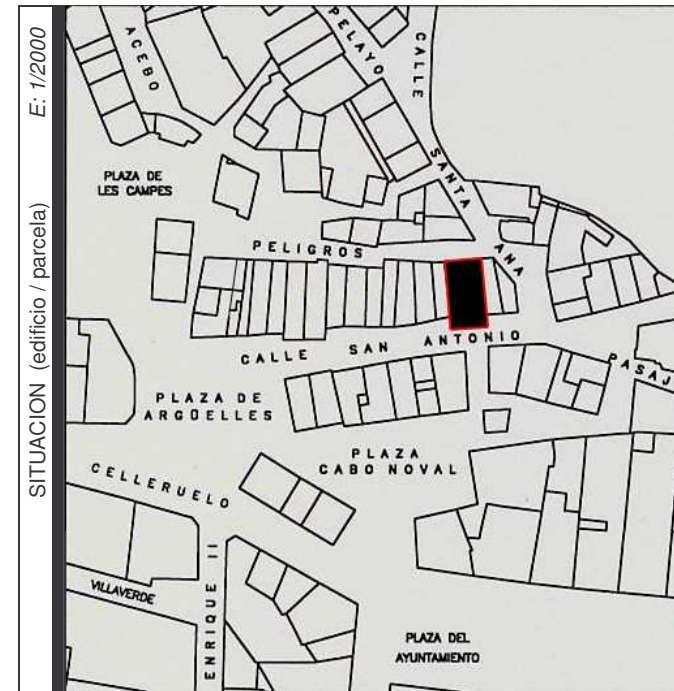 SITUACION (edificio / parcela) E: 1/2000
ACEBO
PELAYO
CALLE
SANTA ANA
PLAZA DE
LES CAMPES
PELIGROS
CALLE SAN ANTONIO
PASAJ
PLAZA DE
ARGÜELLES
PLAZA
CABO NOVAL
CELLERUELO
VILLAVERDE
ENRIQUE II
PLAZA DEL
AYUNTAMIENTO